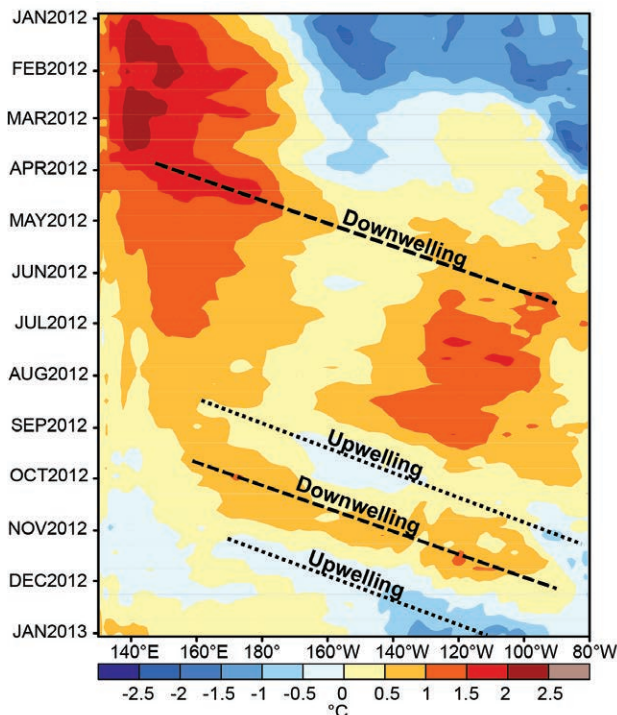 JAN2012
FEB2012
MAR2012
APR2012
MAY2012
JUN2012
JUL2012
AUG2012
SEP2012
OCT2012
NOV2012
DEC2012
JAN2013
Downwelling
Upwelling
Downwelling
Upwelling
140°E 160°E 180° 160°W 140°W 120°W 100°W 80°W
-2.5 -2 -1.5 -1 -0.5 0 0.5 1 1.5 2 2.5
°C